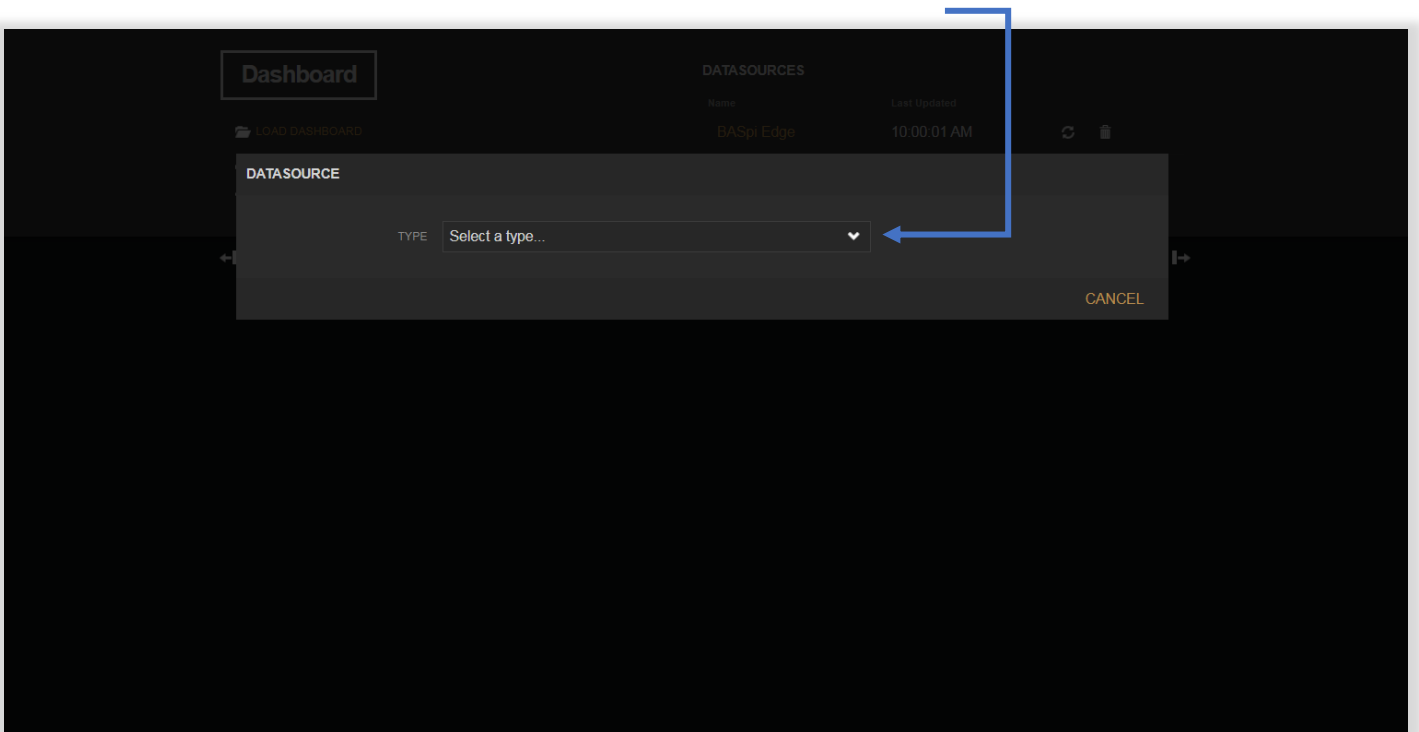 Dashboard
DATASOURCES
Name Last Updated
LOAD DASHBOARD
BASpi Edge 10:00:01 AM
DATASOURCE
TYPE Select a type...
CANCEL